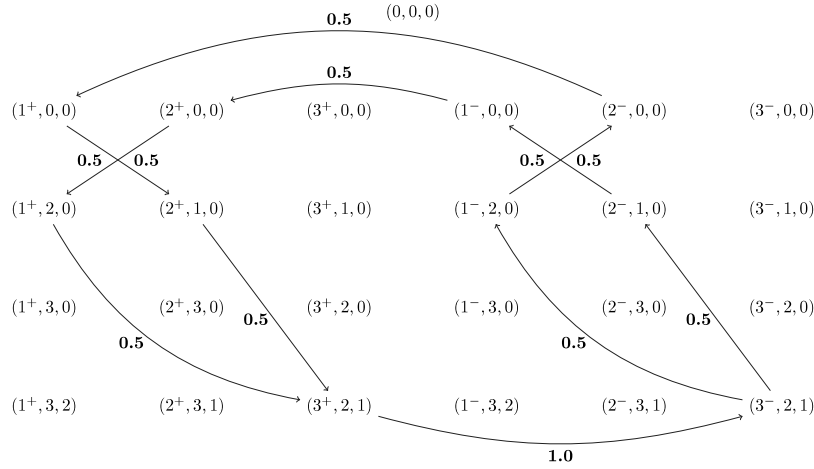 (0, 0, 0)
0.5
0.5
(1⁺, 0, 0) (2⁺, 0, 0) (3⁺, 0, 0) (1⁻, 0, 0) (2⁻, 0, 0) (3⁻, 0, 0)
0.5 0.5 0.5 0.5
(1⁺, 2, 0) (2⁺, 1, 0) (3⁺, 1, 0) (1⁻, 2, 0) (2⁻, 1, 0) (3⁻, 1, 0)
(1⁺, 3, 0) (2⁺, 3, 0) (3⁺, 2, 0) (1⁻, 3, 0) (2⁻, 3, 0) (3⁻, 2, 0)
0.5 0.5
0.5 0.5
(1⁺, 3, 2) (2⁺, 3, 1) (3⁺, 2, 1) (1⁻, 3, 2) (2⁻, 3, 1) (3⁻, 2, 1)
1.0